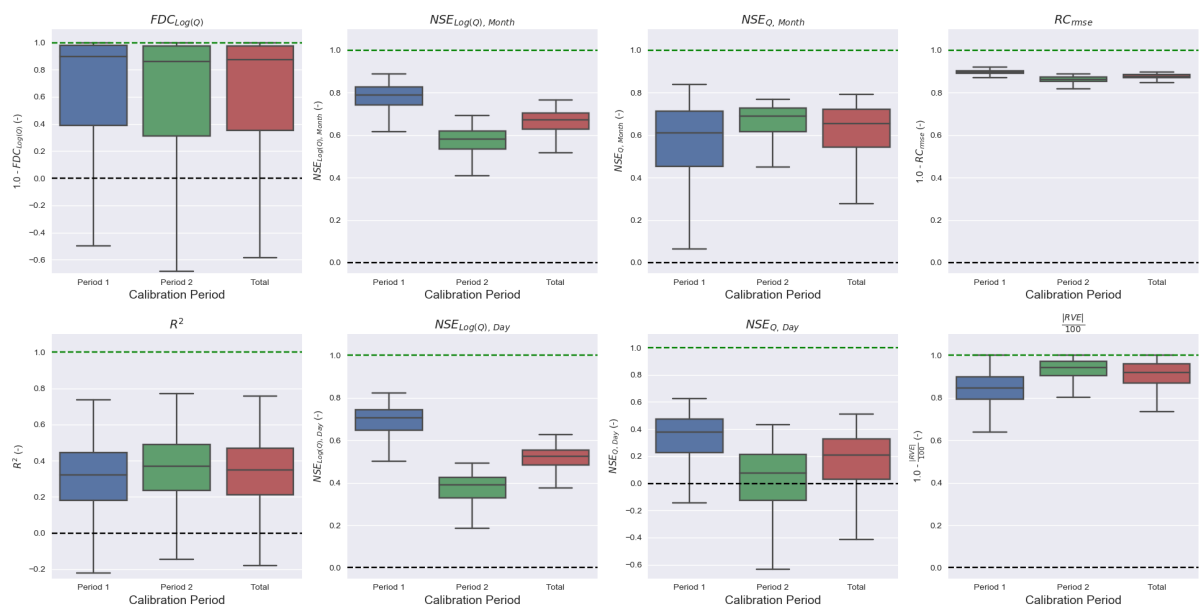 FDC_Log(Q)
1.0 - FDC_Log(Q) (-)
1.0
0.8
0.6
0.4
0.2
0.0
−0.2
−0.4
−0.6
Period 1 Period 2 Total
Calibration Period
NSE_Log(Q), Month
NSE_Log(Q), Month (-)
1.0
0.8
0.6
0.4
0.2
0.0
Period 1 Period 2 Total
Calibration Period
NSE_Q, Month
NSE_Q, Month (-)
1.0
0.8
0.6
0.4
0.2
0.0
Period 1 Period 2 Total
Calibration Period
RC_rmse
1.0 - RC_rmse (-)
1.0
0.8
0.6
0.4
0.2
0.0
Period 1 Period 2 Total
Calibration Period
R²
R² (-)
1.0
0.8
0.6
0.4
0.2
0.0
−0.2
Period 1 Period 2 Total
Calibration Period
NSE_Log(Q), Day
NSE_Log(Q), Day (-)
1.0
0.8
0.6
0.4
0.2
0.0
Period 1 Period 2 Total
Calibration Period
NSE_Q, Day
NSE_Q, Day (-)
1.0
0.8
0.6
0.4
0.2
0.0
−0.2
−0.4
−0.6
Period 1 Period 2 Total
Calibration Period
|RVE|/100
1.0 - |RVE|/100 (-)
1.0
0.8
0.6
0.4
0.2
0.0
Period 1 Period 2 Total
Calibration Period